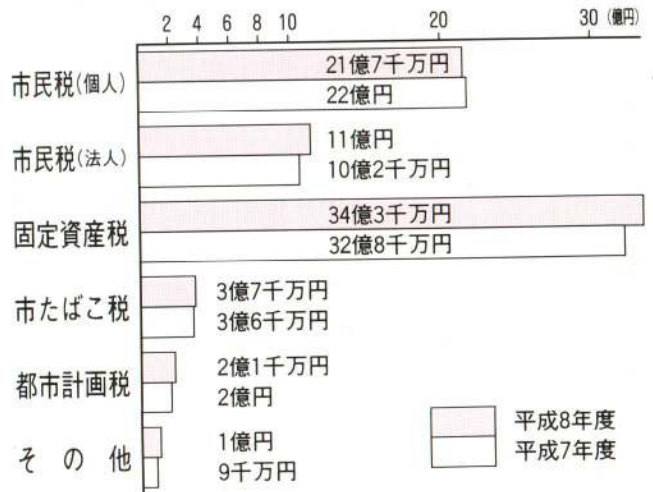 2 4 6 8 10 20 30 (億円)
市民税(個人)
21億7千万円
22億円
市民税(法人)
11億円
10億2千万円
固定資産税
34億3千万円
32億8千万円
市たばこ税
3億7千万円
3億6千万円
都市計画税
2億1千万円
2億円
その他
1億円
9千万円
平成8年度
平成7年度